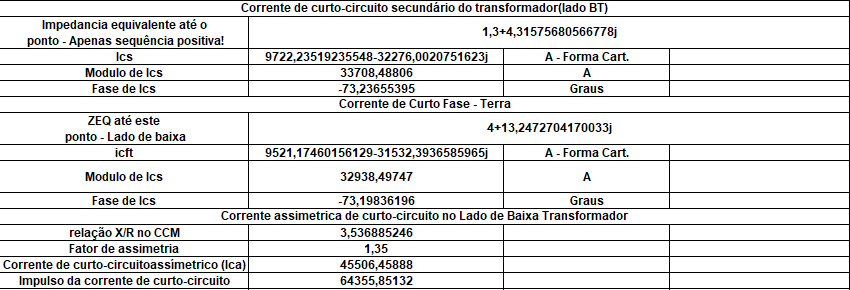 Corrente de curto-circuito secundário do transformador(lado BT)
Impedancia equivalente até o
ponto - Apenas sequência positiva!
1,3+4,31575680566778j
Ics 9722,23519235548-32276,0020751623j A - Forma Cart.
Modulo de Ics 33708,48806 A
Fase de Ics -73,23655395 Graus
Corrente de Curto Fase - Terra
ZEQ até este
ponto - Lado de baixa
4+13,2472704170033j
icft 9521,17460156129-31532,3936585965j A - Forma Cart.
Modulo de Ics 32938,49747 A
Fase de Ics -73,19836196 Graus
Corrente assimetrica de curto-circuito no Lado de Baixa Transformador
relação X/R no CCM 3,536885246
Fator de assimetria 1,35
Corrente de curto-circuitoassímetrico (Ica) 45506,45888
Impulso da corrente de curto-circuito 64355,85132